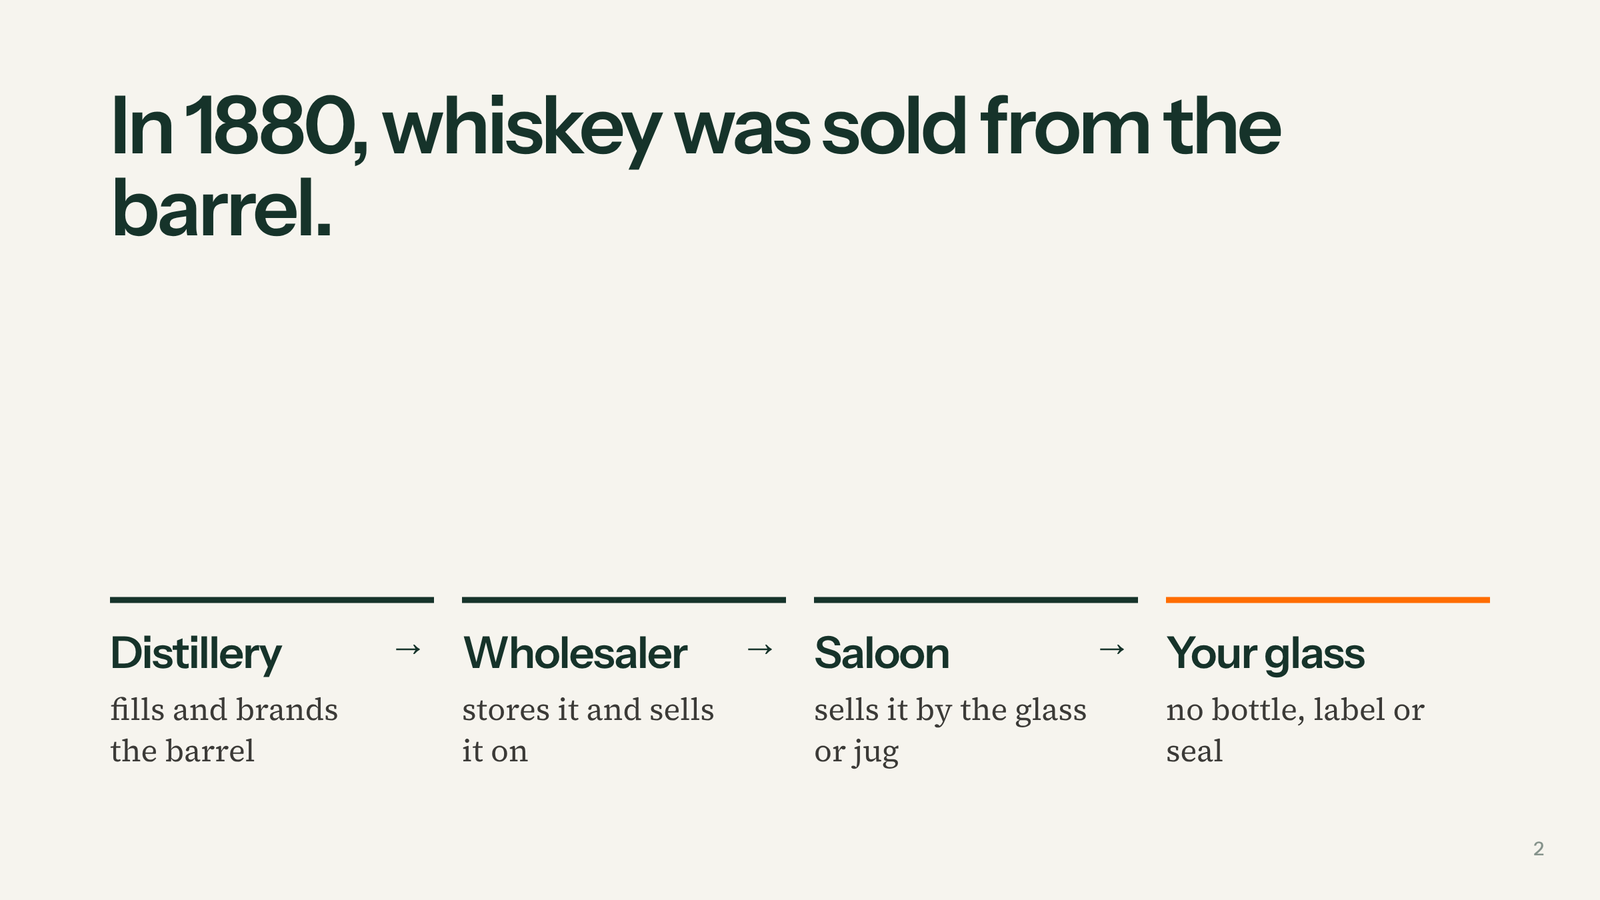 In 1880, whiskey was sold from the
barrel.
Distillery →
fills and brands
the barrel
Wholesaler →
stores it and sells
it on
Saloon →
sells it by the glass
or jug
Your glass
no bottle, label or
seal
2